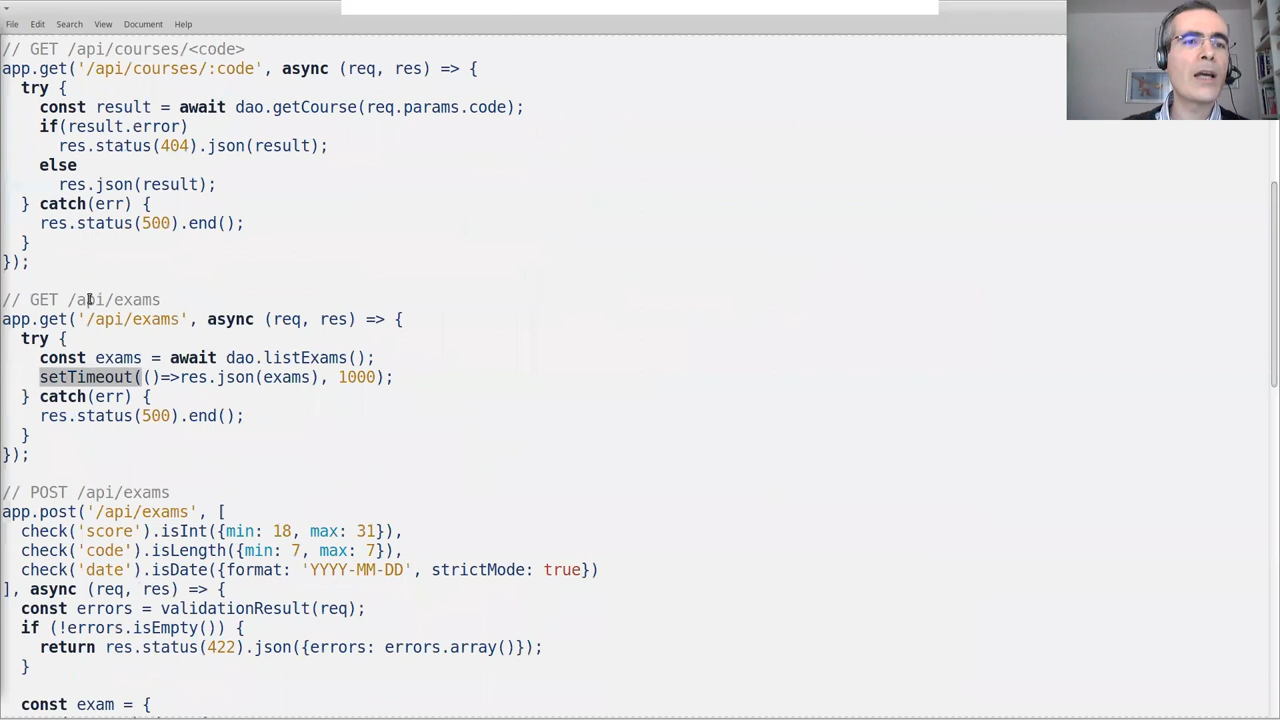 File Edit Search View Document Help
// GET /api/courses/<code>
app.get('/api/courses/:code', async (req, res) => {
  try {
    const result = await dao.getCourse(req.params.code);
    if(result.error)
      res.status(404).json(result);
    else
      res.json(result);
  } catch(err) {
    res.status(500).end();
  }
});

// GET /api/exams
app.get('/api/exams', async (req, res) => {
  try {
    const exams = await dao.listExams();
    setTimeout(()=>res.json(exams), 1000);
  } catch(err) {
    res.status(500).end();
  }
});

// POST /api/exams
app.post('/api/exams', [
  check('score').isInt({min: 18, max: 31}),
  check('code').isLength({min: 7, max: 7}),
  check('date').isDate({format: 'YYYY-MM-DD', strictMode: true})
], async (req, res) => {
  const errors = validationResult(req);
  if (!errors.isEmpty()) {
    return res.status(422).json({errors: errors.array()});
  }

  const exam = {